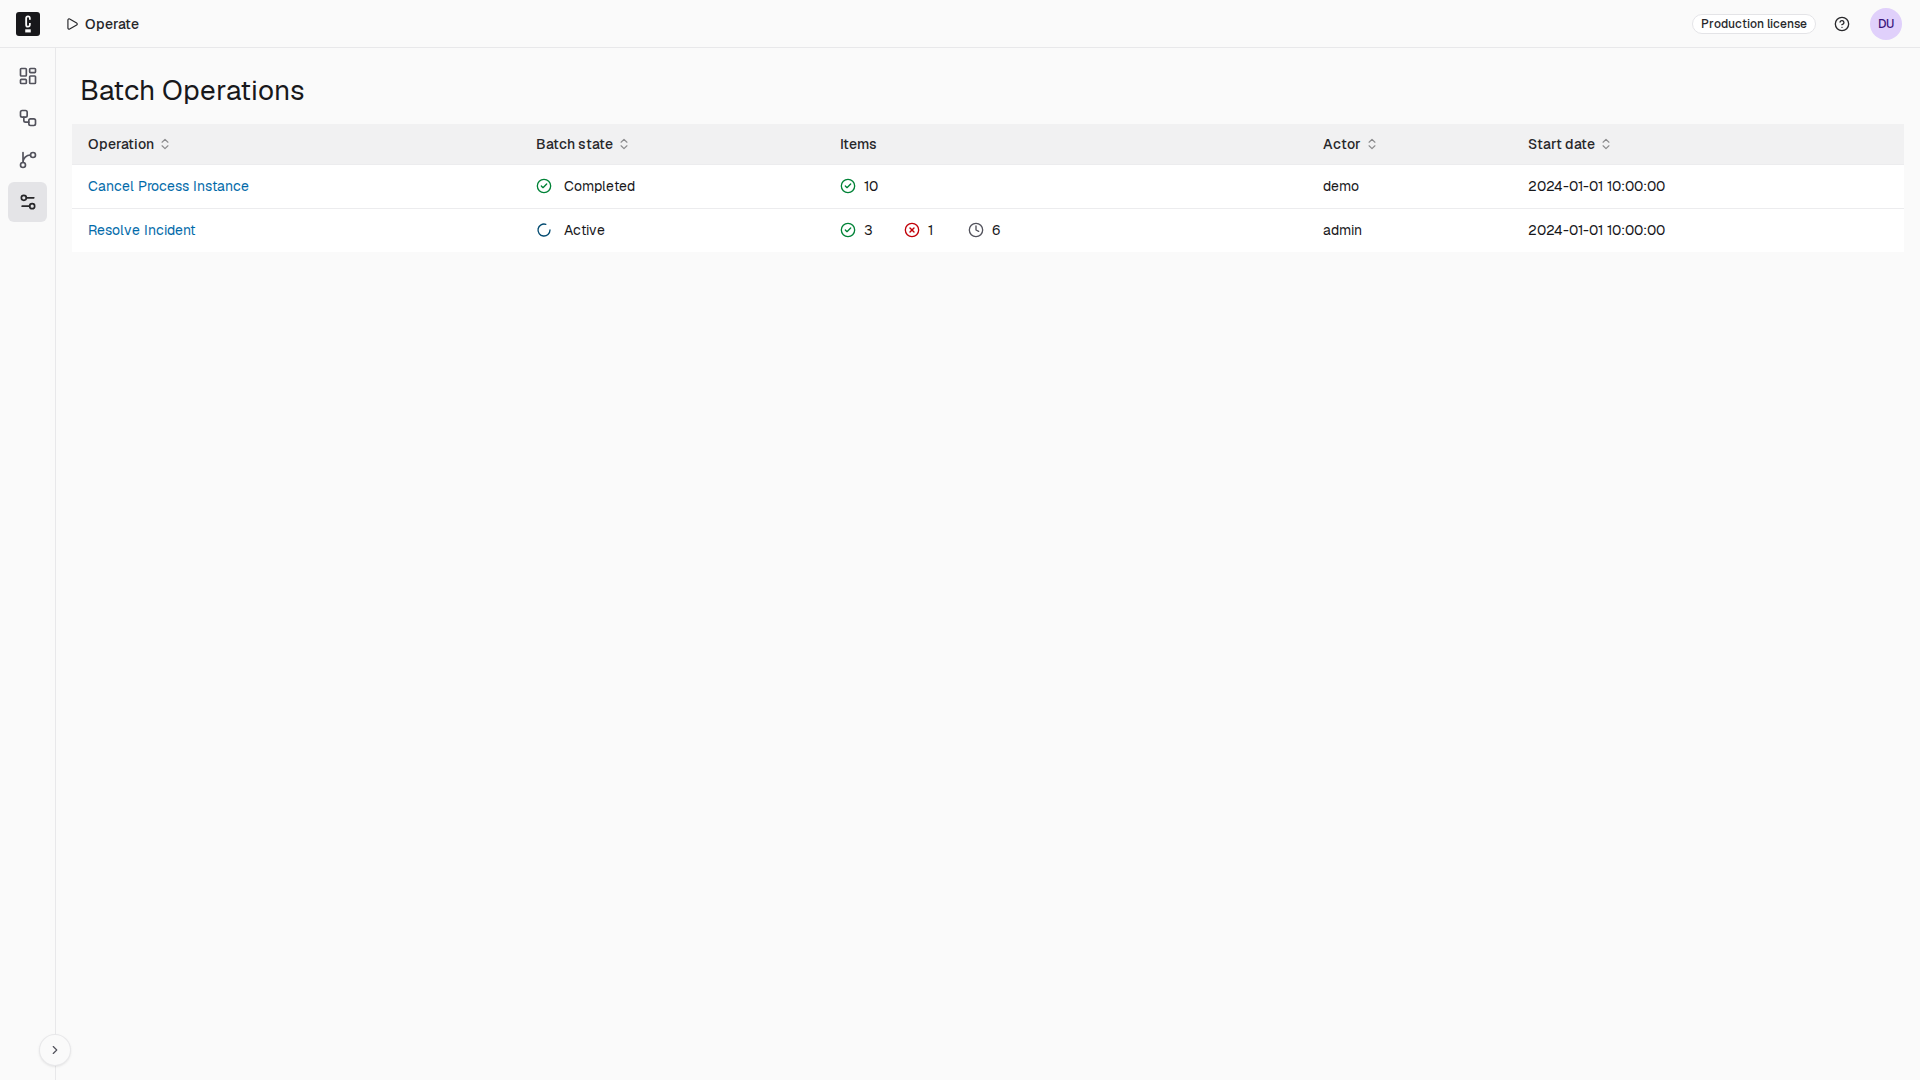 Operate
Production license
DU
Batch Operations
Operation Batch state Items Actor Start date
Cancel Process Instance Completed 10 demo 2024-01-01 10:00:00
Resolve Incident Active 3 1 6 admin 2024-01-01 10:00:00